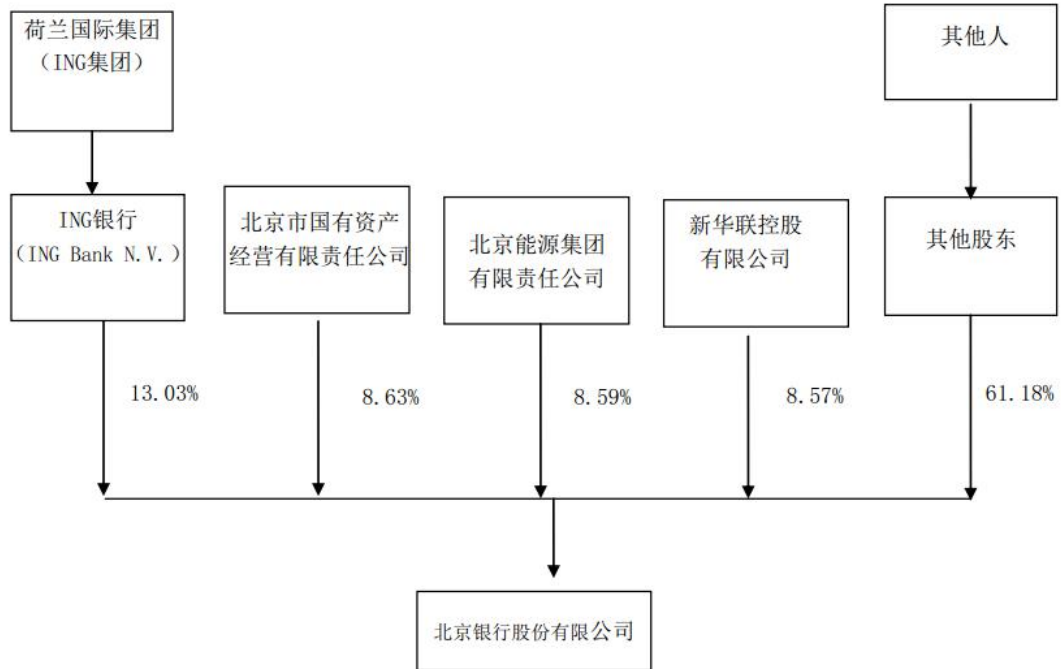 荷兰国际集团
（ING集团）
其他人
ING银行
（ING Bank N.V.）
北京市国有资产
经营有限责任公司
北京能源集团
有限责任公司
新华联控股
有限公司
其他股东
13.03%
8.63%
8.59%
8.57%
61.18%
北京银行股份有限公司